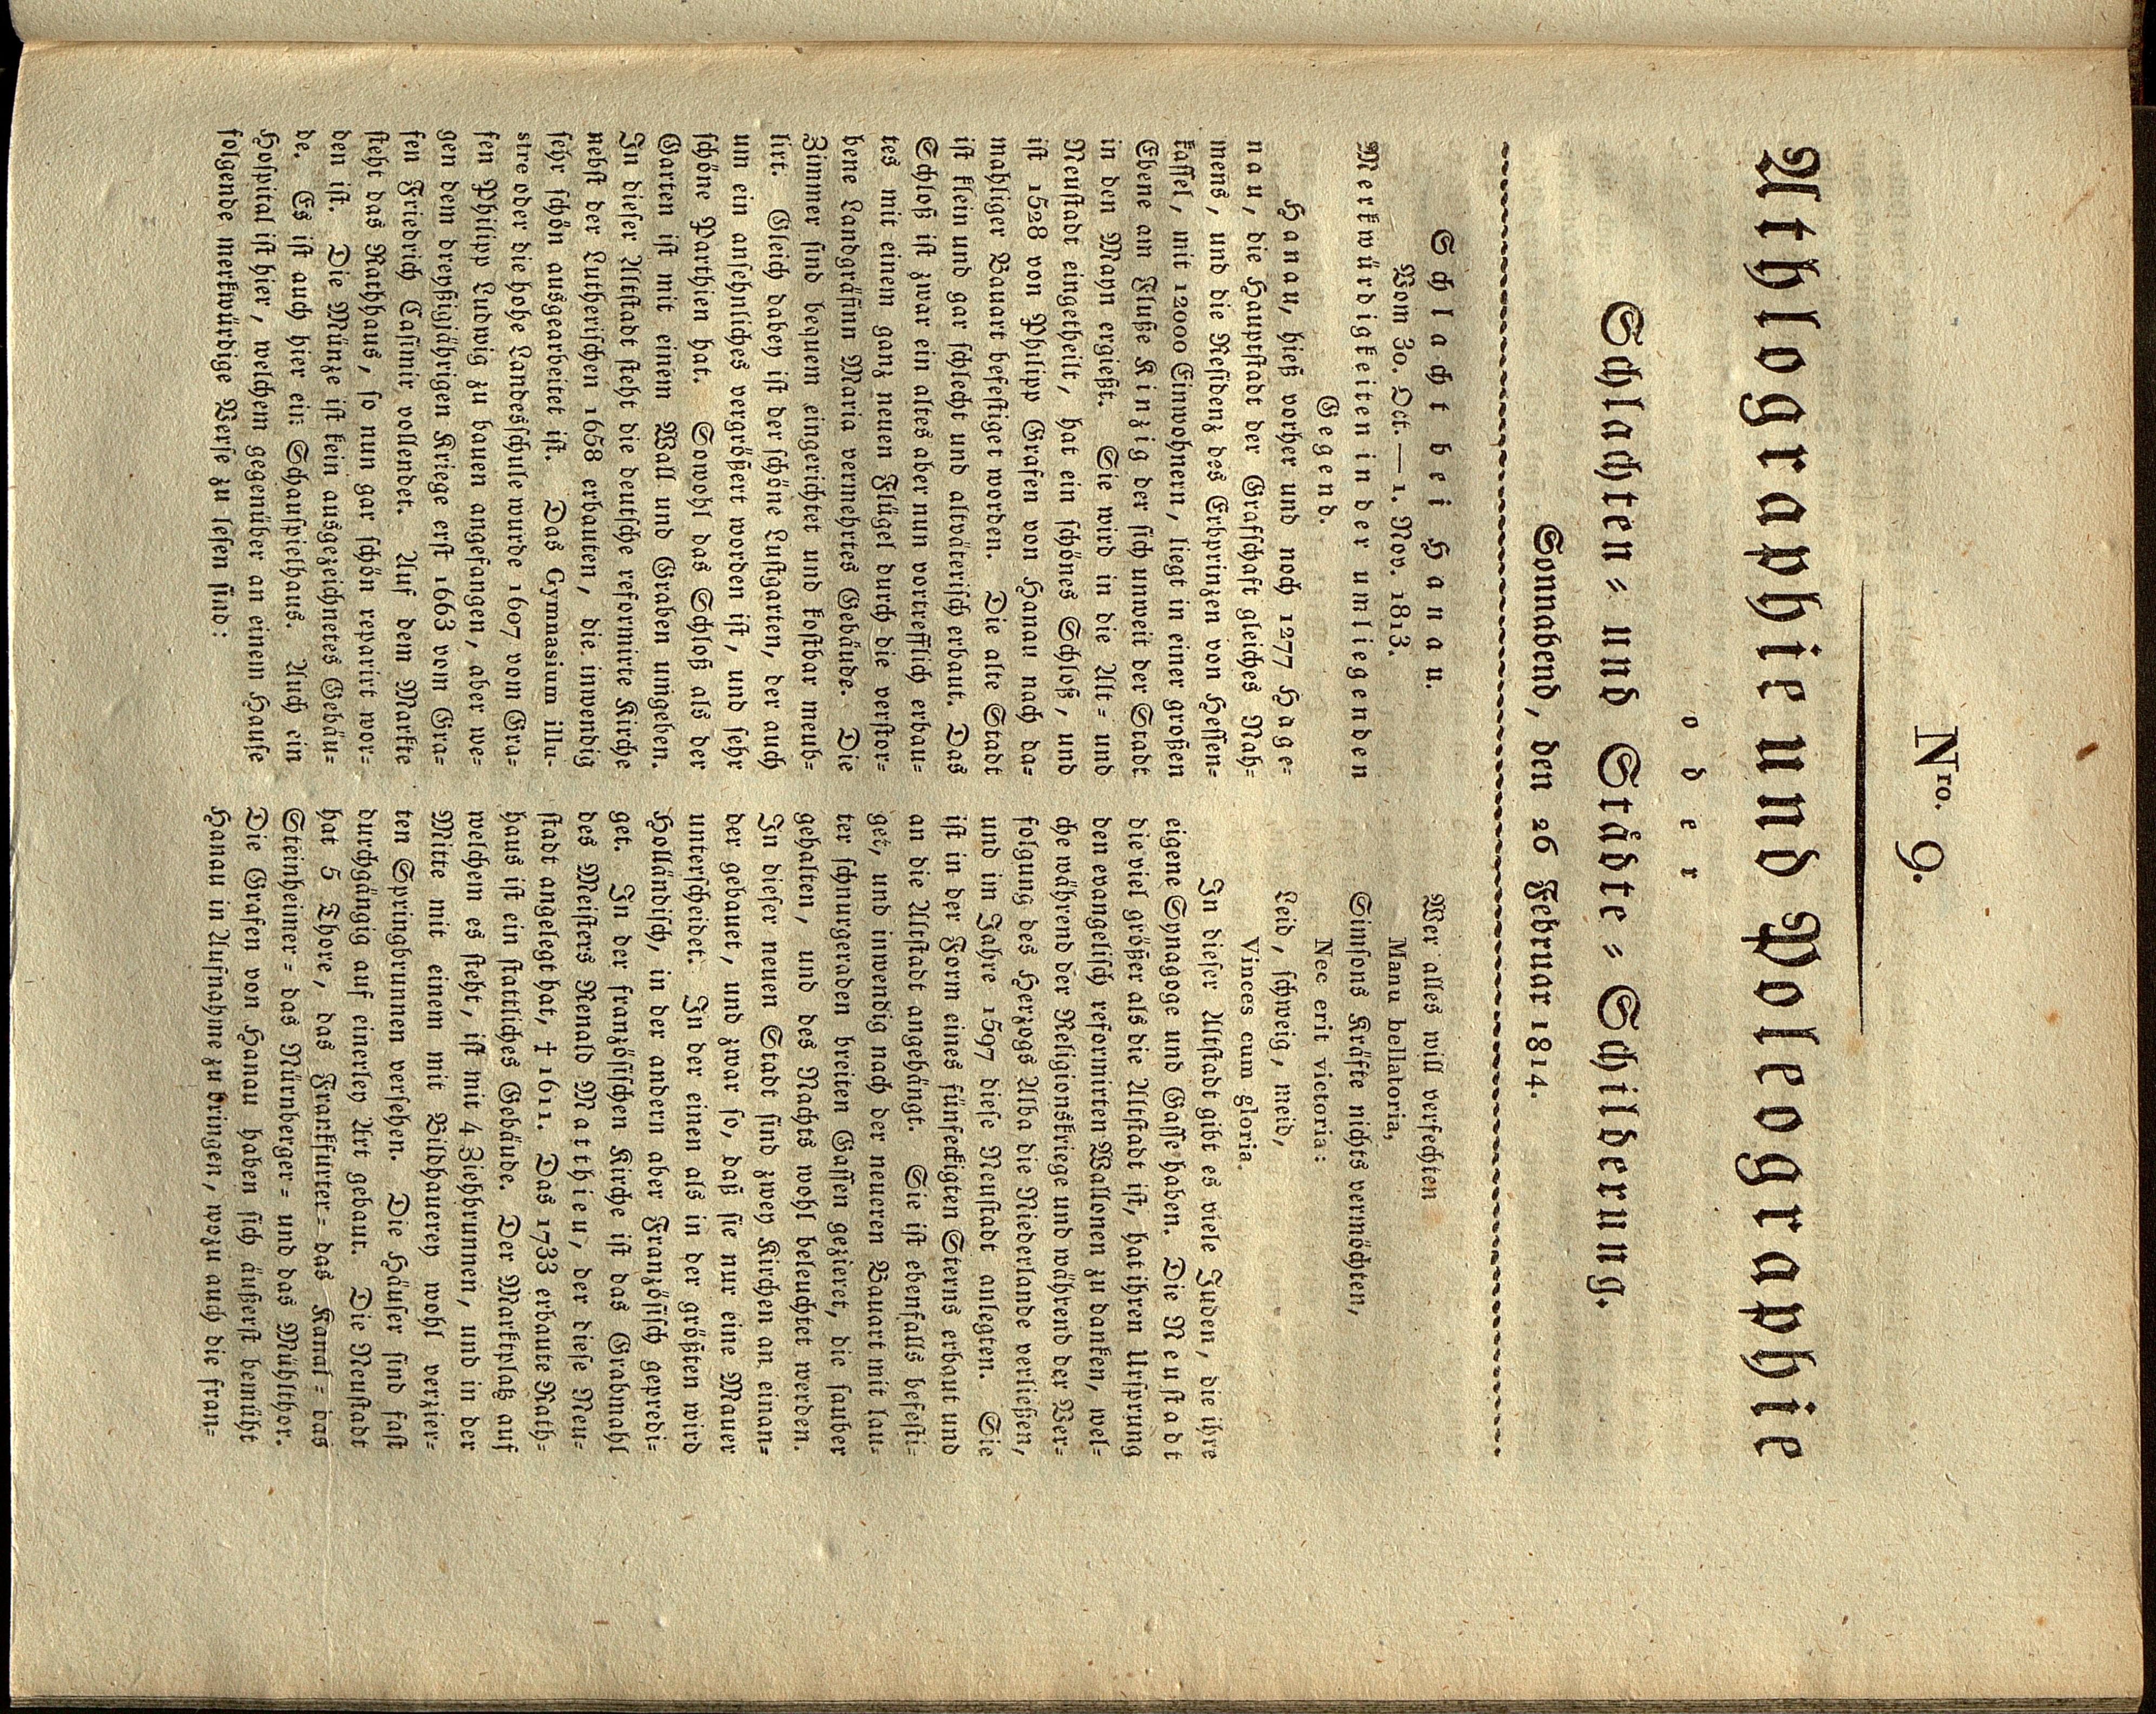 Nro. 9.
Athlographie und Poleographie
oder
Schlachten- und Städte-Schilderung.
Sonnabend, den 26 Februar 1814.
Schlacht bei Hanau.
Vom 30. Oct. — 1. Nov. 1813.
Merkwürdigkeiten in der umliegenden
Gegend.
Hanau, hieß vorher und noch 1277 Hage-
nau, die Hauptstadt der Grafschaft gleiches Nah-
mens, und die Residenz des Erbprinzen von Hessen-
kassel, mit 12000 Einwohnern, liegt in einer großen
Ebene am Fluße Kinzig der sich unweit der Stadt
in den Mayn ergießt. Sie wird in die Alt- und
Neustadt eingetheilt, hat ein schönes Schloß, und
ist 1528 von Philipp Grafen von Hanau nach da-
mahliger Bauart befestiget worden. Die alte Stadt
ist klein und gar schlecht und altväterisch erbaut. Das
Schloß ist zwar ein altes aber nun vortrefflich erbau-
tes mit einem ganz neuen Flügel durch die verstor-
bene Landgräfinn Maria vermehrtes Gebäude. Die
Zimmer sind bequem eingerichtet und kostbar meub-
lirt. Gleich dabey ist der schöne Lustgarten, der auch
um ein ansehnliches vergrößert worden ist, und sehr
schöne Parthien hat. Sowohl das Schloß als der
Garten ist mit einem Wall und Graben umgeben.
In dieser Altstadt steht die deutsche reformirte Kirche
nebst der Lutherischen 1658 erbauten, die inwendig
sehr schön ausgearbeitet ist. Das Gymnasium illu-
stre oder die hohe Landesschule wurde 1607 vom Gra-
fen Philipp Ludwig zu bauen angefangen, aber we-
gen dem dreyßigjährigen Kriege erst 1663 vom Gra-
fen Friedrich Casimir vollendet. Auf dem Markte
steht das Rathhaus, so nun gar schön reparirt wor-
den ist. Die Münze ist kein ausgezeichnetes Gebäu-
de. Es ist auch hier ein Schauspielhaus. Auch ein
Hospital ist hier, welchem gegenüber an einem Hause
folgende merkwürdige Verse zu lesen sind:
Wer alles will verfechten
Manu bellatoria,
Simsons Kräfte nichts vermöchten,
Nec erit victoria:
Leid, schweig, meid,
Vinces cum gloria.
In dieser Altstadt gibt es viele Juden, die ihre
eigene Synagoge und Gasse haben. Die Neustadt
die viel größer als die Altstadt ist, hat ihren Ursprung
den evangelisch reformirten Wallonen zu danken, wel-
che während der Religionskriege und während der Ver-
folgung des Herzogs Alba die Niederlande verließen,
und im Jahre 1597 diese Neustadt anlegten. Sie
ist in der Form eines fünfeckigten Sterns erbaut und
an die Altstadt angehängt. Sie ist ebenfalls befesti-
get, und inwendig nach der neueren Bauart mit lau-
ter schnurgeraden breiten Gassen gezieret, die sauber
gehalten, und des Nachts wohl beleuchtet werden.
In dieser neuen Stadt sind zwey Kirchen an einan-
der gebauet, und zwar so, daß sie nur eine Mauer
unterscheidet. In der einen als in der größten wird
Holländisch, in der andern aber Französisch geprediget-
get. In der französischen Kirche ist das Grabmahl
des Meisters Renald Matthieu, der diese Neu-
stadt angelegt hat, † 1611. Das 1733 erbaute Rath-
haus ist ein stattliches Gebäude. Der Marktplatz auf
welchem es steht, ist mit 4 Ziehbrunnen, und in der
Mitte mit einem mit Bildhauerey wohl verzier-
ten Springbrunnen versehen. Die Häuser sind fast
durchgängig auf einerley Art gebaut. Die Neustadt
hat 5 Thore, das Frankfurter- das Kanal- das
Steinheimer- das Nürnberger- und das Mühlthor.
Die Grafen von Hanau haben sich äußerst bemüht
Hanau in Aufnahme zu bringen, wozu auch die fran-